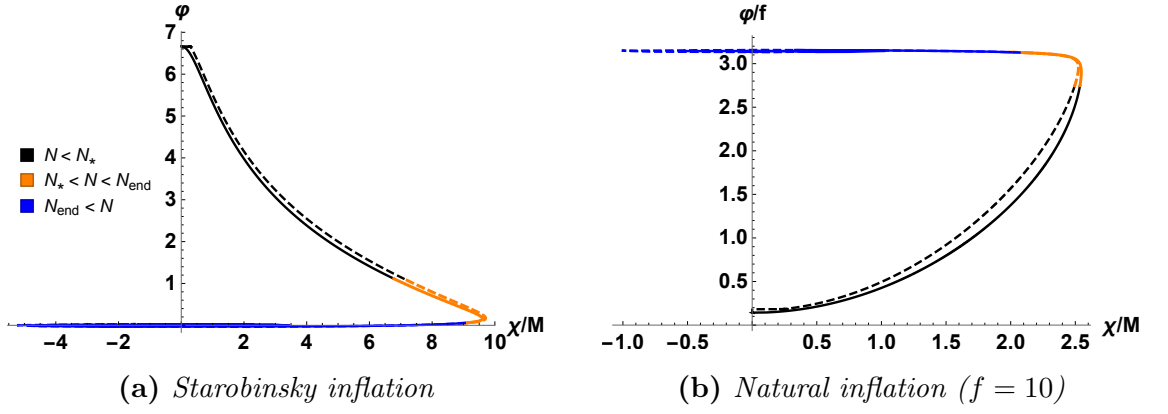 φ
7
6
5
4
3
2
1
−4 −2 2 4 6 8 10
χ/M
N < N*
N* < N < Nend
Nend < N
(a) Starobinsky inflation
φ/f
3.0
2.5
2.0
1.5
1.0
0.5
−1.0 −0.5 0.5 1.0 1.5 2.0 2.5
χ/M
(b) Natural inflation (f = 10)